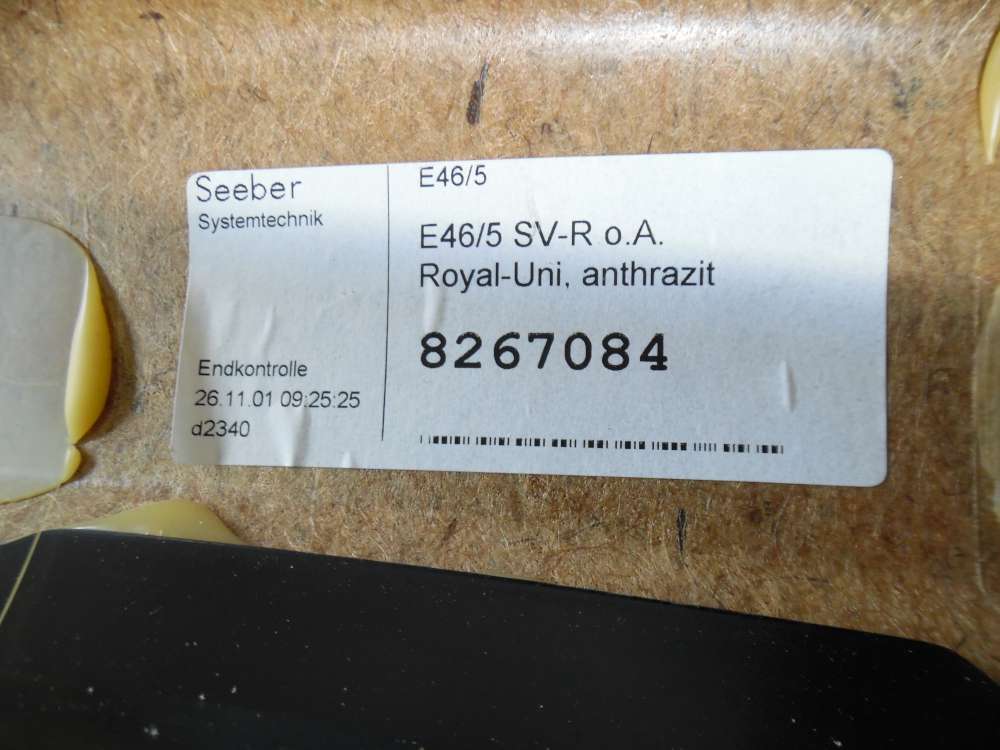 Seeber
Systemtechnik
Endkontrolle
26.11.01 09:25:25
d2340
E46/5
E46/5 SV-R o.A.
Royal-Uni, anthrazit
8267084